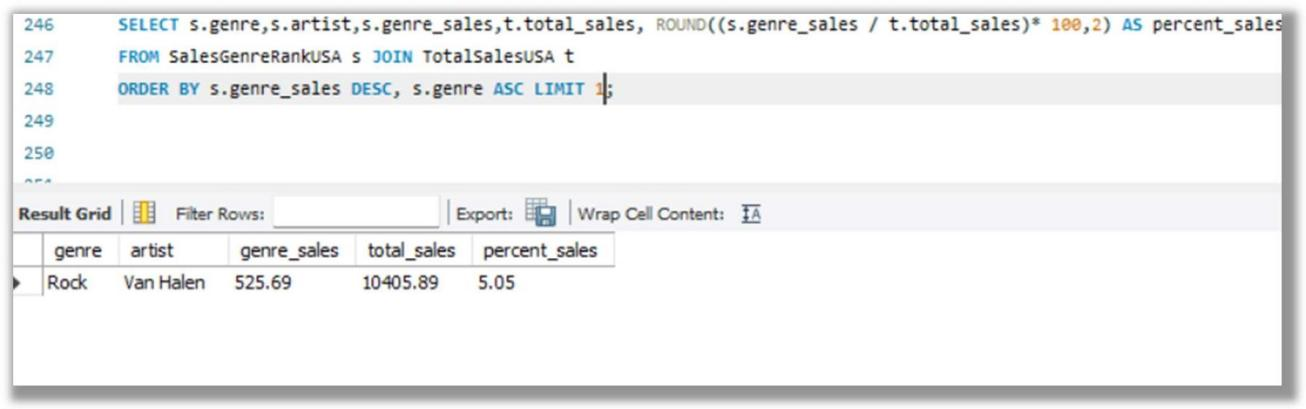 246 SELECT s.genre,s.artist,s.genre_sales,t.total_sales, ROUND((s.genre_sales / t.total_sales)* 100,2) AS percent_sales
247 FROM SalesGenreRankUSA s JOIN TotalSalesUSA t
248 ORDER BY s.genre_sales DESC, s.genre ASC LIMIT 1;
249
250
Result Grid Filter Rows: Export: Wrap Cell Content: IA
genre artist genre_sales total_sales percent_sales
Rock Van Halen 525.69 10405.89 5.05